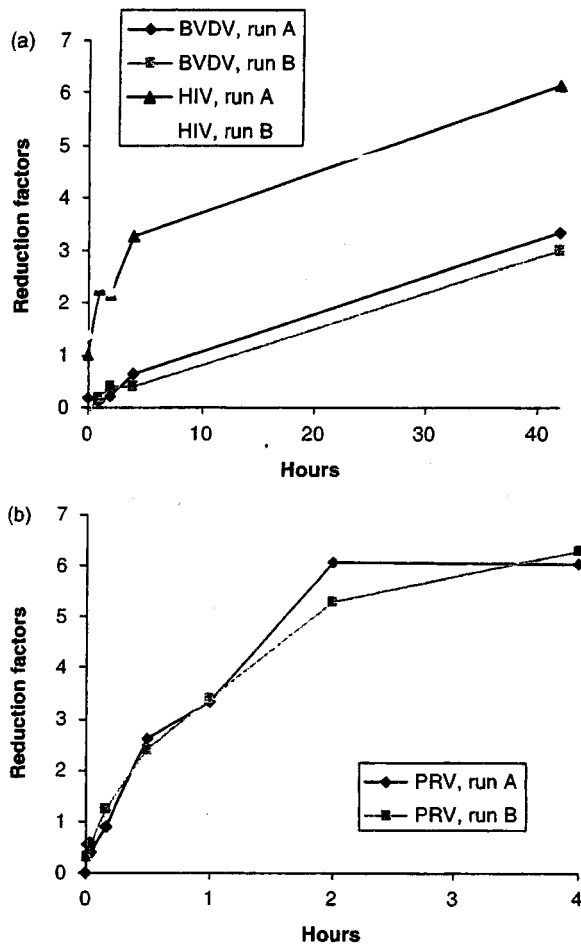 (a)
BVDV, run A
BVDV, run B
HIV, run A
HIV, run B
7
6
5
4
3
2
1
0
Reduction factors
0 10 20 30 40
Hours
(b)
7
6
5
4
3
2
1
0
Reduction factors
PRV, run A
PRV, run B
0 1 2 3 4
Hours